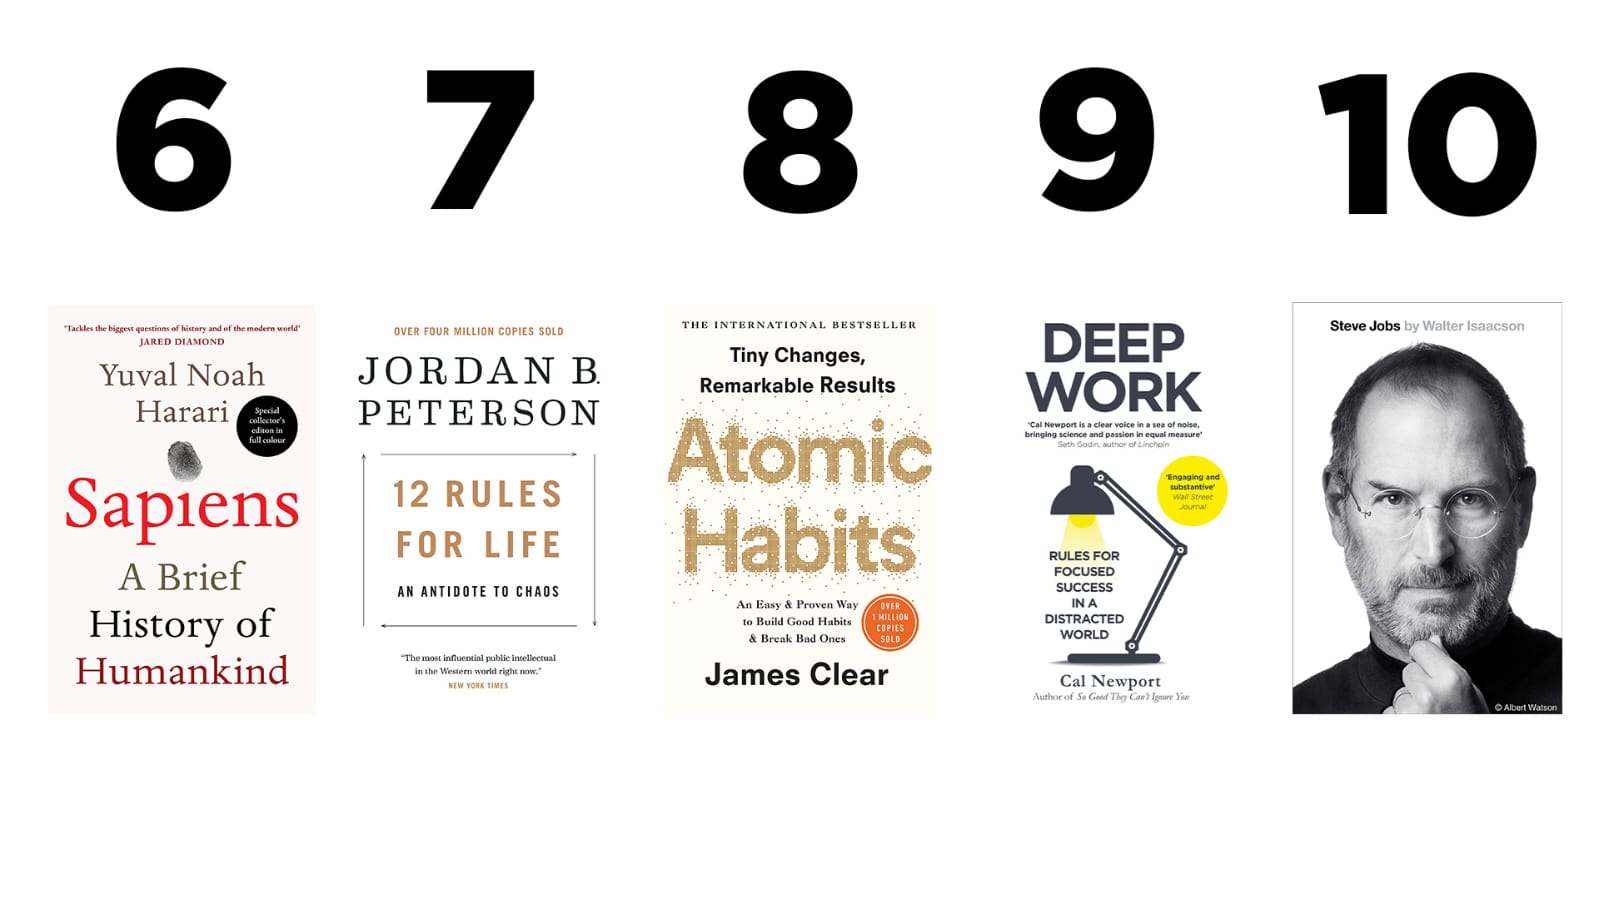 6
7
8
9
10
'Tackles the biggest questions of history and of the modern world'
JARED DIAMOND
Yuval Noah
Harari
Special
collector's
editon in
full colour
Sapiens
A Brief
History of
Humankind
OVER FOUR MILLION COPIES SOLD
JORDAN B.
PETERSON
12 RULES
FOR LIFE
AN ANTIDOTE TO CHAOS
"The most influential public intellectual
in the Western world right now."
NEW YORK TIMES
THE INTERNATIONAL BESTSELLER
Tiny Changes,
Remarkable Results
Atomic
Habits
An Easy & Proven Way
to Build Good Habits
& Break Bad Ones
OVER
1 MILLION
COPIES
SOLD
James Clear
DEEP
WORK
'Cal Newport is a clear voice in a sea of noise,
bringing science and passion in equal measure'
Seth Godin, author of Linchpin
'Engaging and
substantive'
Wall Street
Journal
RULES FOR
FOCUSED
SUCCESS
IN A
DISTRACTED
WORLD
Cal Newport
Author of So Good They Can't Ignore You
Steve Jobs by Walter Isaacson
© Albert Watson